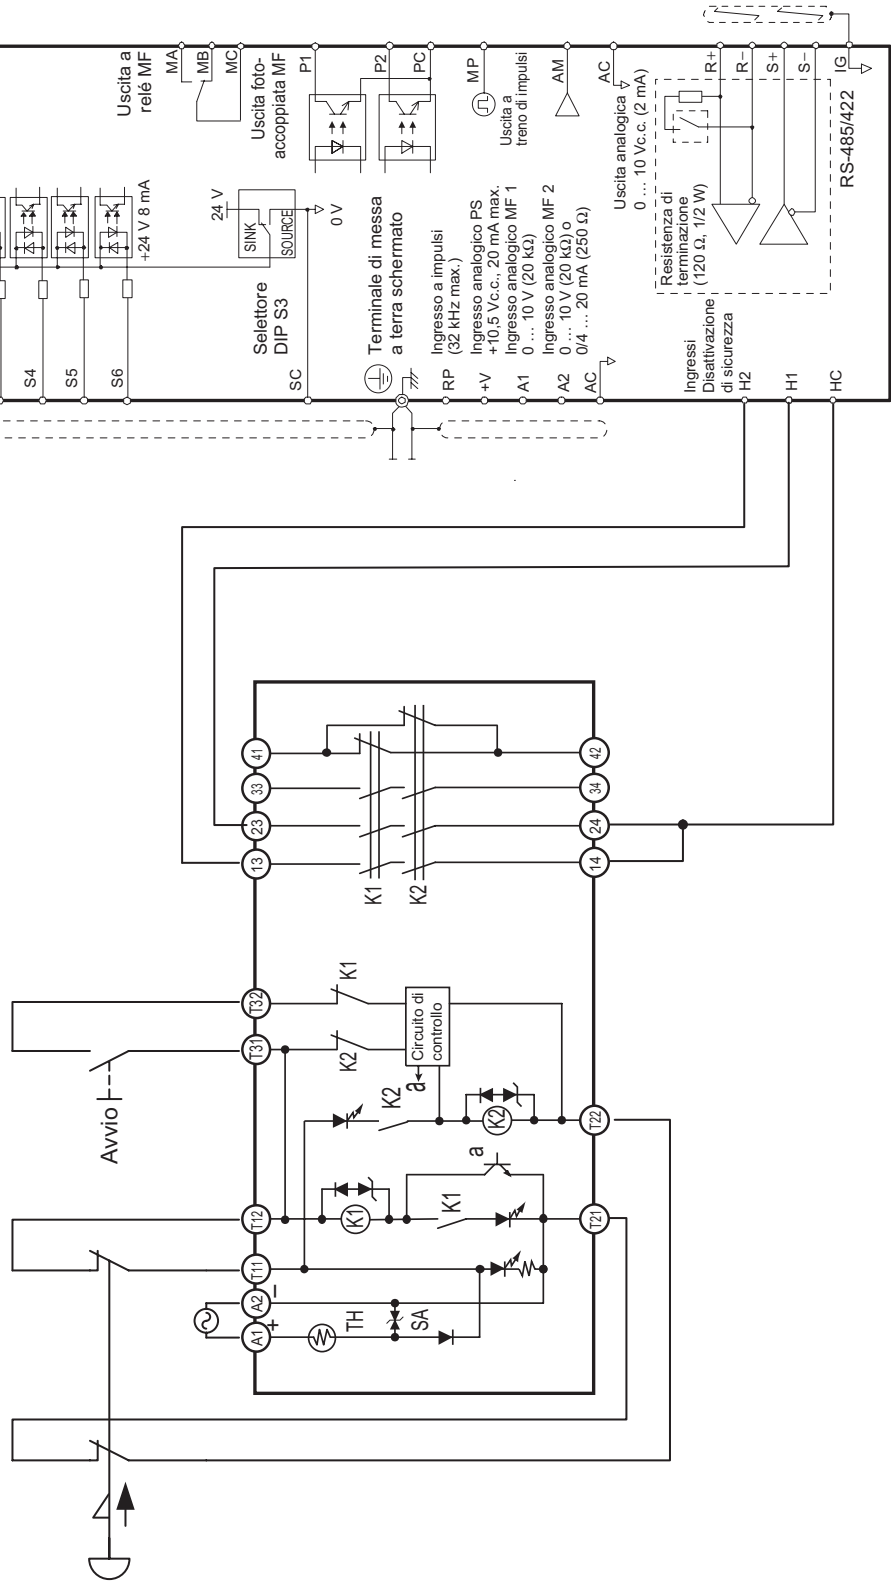 Uscita a
relé MF
MA
MB
MC
Uscita foto-
accoppiata MF
P1
P2
PC
MP
Uscita a
treno di impulsi
AM
AC
Uscita analogica
0 … 10 Vc.c. (2 mA)
R+
R−
S+
S−
IG
RS-485/422
Resistenza di
terminazione
(120 Ω, 1/2 W)
+24 V 8 mA
24 V
SINK
SOURCE
0 V
Selettore
DIP S3
Terminale di messa
a terra schermato
Ingresso a impulsi
(32 kHz max.)
Ingresso analogico PS
+10,5 Vc.c., 20 mA max.
Ingresso analogico MF 1
0 … 10 V (20 kΩ)
Ingresso analogico MF 2
0 … 10 V (20 kΩ) o
0/4 … 20 mA (250 Ω)
Ingressi
Disattivazione
di sicurezza
S4
S5
S6
SC
RP
+V
A1
A2
AC
H2
H1
HC
41
33
23
13
42
34
24
14
K1
K2
T32
T31
K1
K2
Circuito di
controllo
a
Avvio
K2
K2
T22
a
T12
K1
K1
T21
T11
A2
−
A1
+
TH
SA